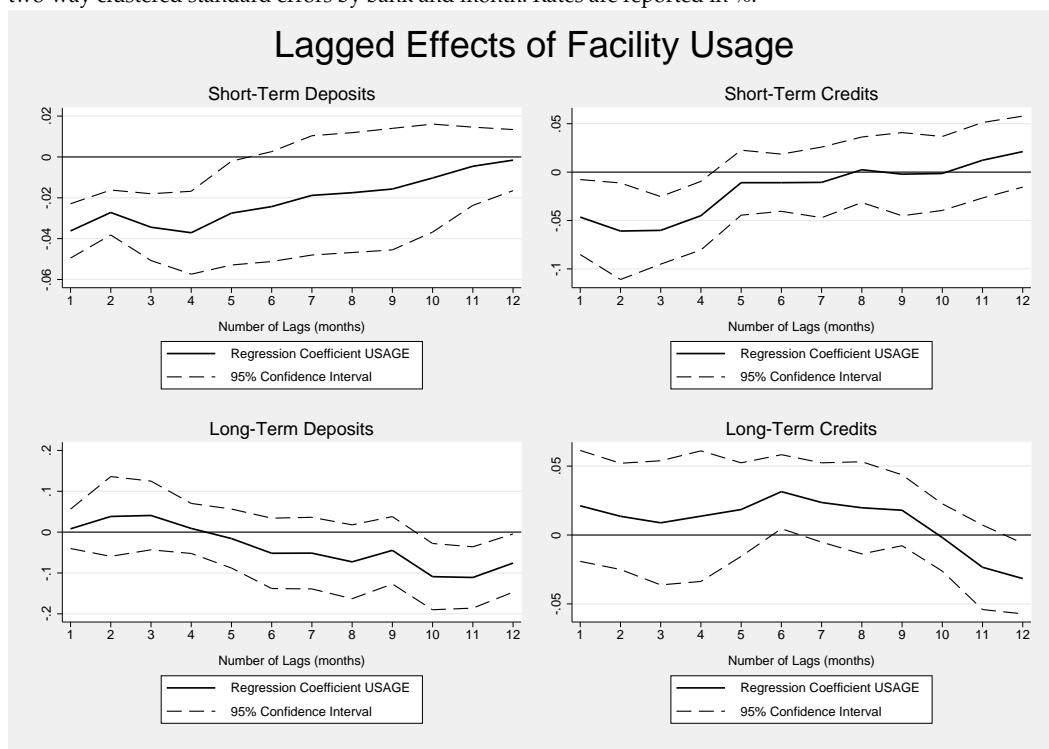 two-way clustered standard errors by bank and month. Rates are reported in %.
Lagged Effects of Facility Usage
Short-Term Deposits
.02
0
-.02
-.04
-.06
1 2 3 4 5 6 7 8 9 10 11 12
Number of Lags (months)
Regression Coefficient USAGE
95% Confidence Interval
Short-Term Credits
.05
0
-.05
-.1
1 2 3 4 5 6 7 8 9 10 11 12
Number of Lags (months)
Regression Coefficient USAGE
95% Confidence Interval
Long-Term Deposits
.2
.1
0
-.1
-.2
1 2 3 4 5 6 7 8 9 10 11 12
Number of Lags (months)
Regression Coefficient USAGE
95% Confidence Interval
Long-Term Credits
.05
0
-.05
1 2 3 4 5 6 7 8 9 10 11 12
Number of Lags (months)
Regression Coefficient USAGE
95% Confidence Interval